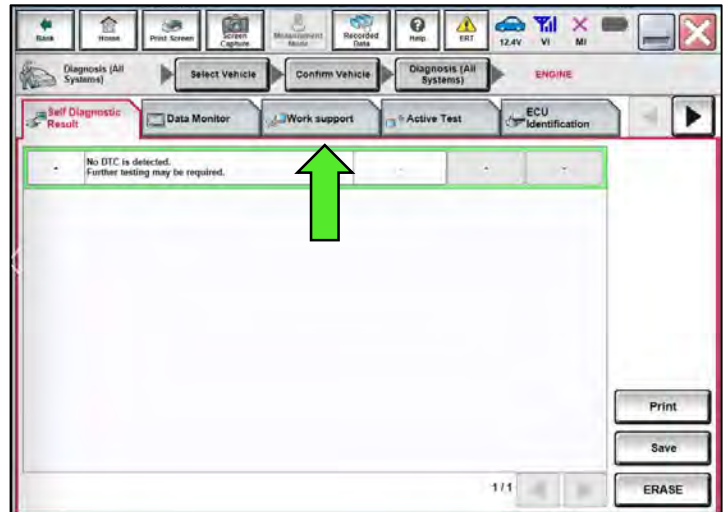 Back
Home
Print Screen
Screen
Capture
Measurement
Mode
Recorded
Data
Help
ERT
12.4V
VI
MI
Diagnosis (All
Systems)
Select Vehicle
Confirm Vehicle
Diagnosis (All
Systems)
ENGINE
Self Diagnostic
Result
Data Monitor
Work support
Active Test
ECU
Identification
- No DTC is detected.
Further testing may be required.
- - -
Print
Save
1/1
ERASE